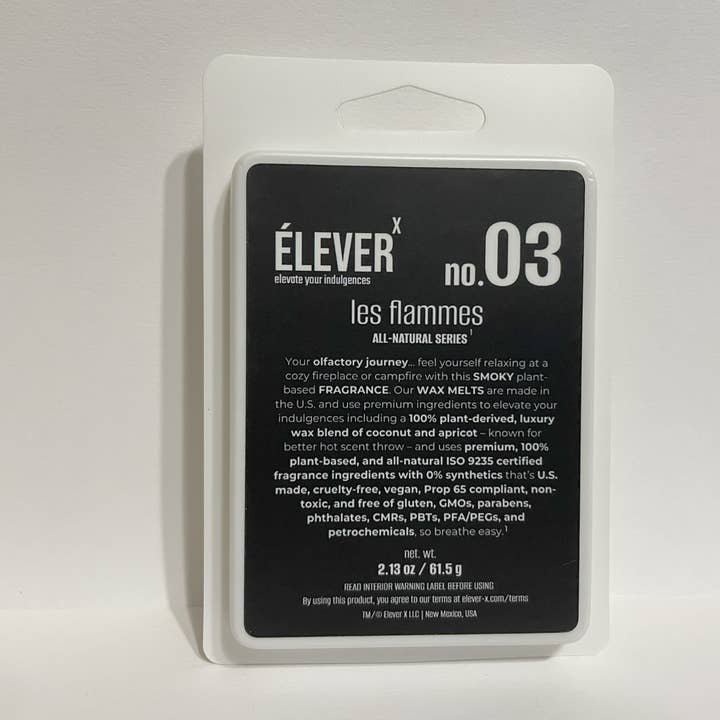 ÉLEVER X
elevate your indulgences
no.03
les flammes
ALL-NATURAL SERIES¹
Your olfactory journey... feel yourself relaxing at a
cozy fireplace or campfire with this SMOKY plant-
based FRAGRANCE. Our WAX MELTS are made in
the U.S. and use premium ingredients to elevate your
indulgences including a 100% plant-derived, luxury
wax blend of coconut and apricot – known for
better hot scent throw – and uses premium, 100%
plant-based, and all-natural ISO 9235 certified
fragrance ingredients with 0% synthetics that's U.S.
made, cruelty-free, vegan, Prop 65 compliant, non-
toxic, and free of gluten, GMOs, parabens,
phthalates, CMRs, PBTs, PFA/PEGs, and
petrochemicals, so breathe easy.¹
net. wt.
2.13 oz / 61.5 g
READ INTERIOR WARNING LABEL BEFORE USING
By using this product, you agree to our terms at elever-x.com/terms
TM/© Elever X LLC | New Mexico, USA